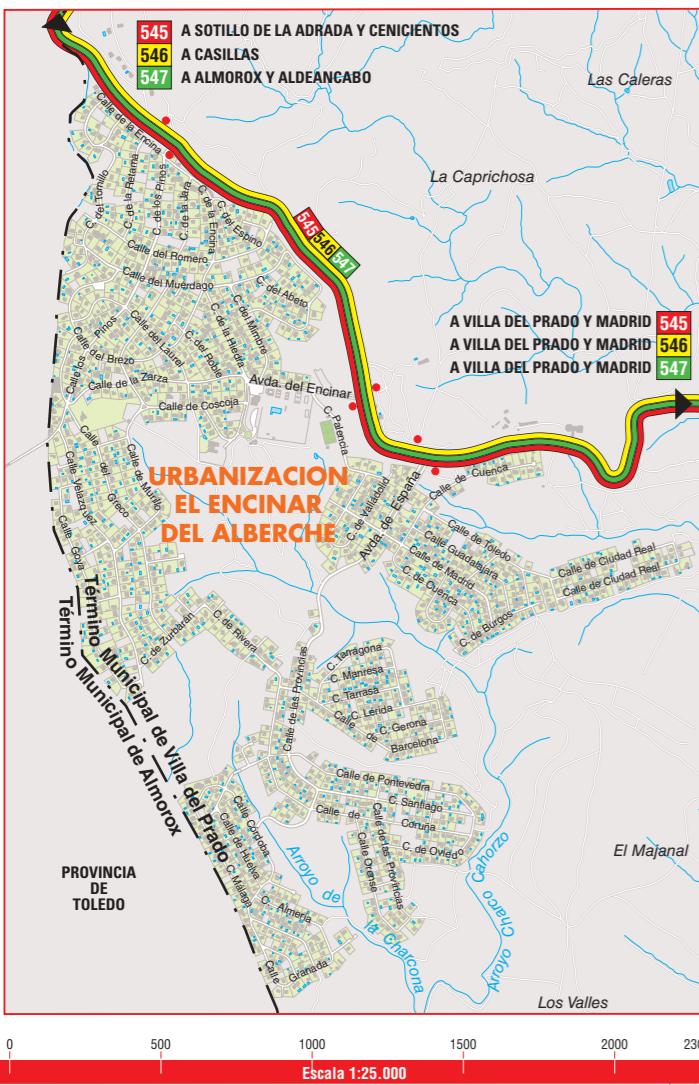 545 A SOTILLO DE LA ADRADA Y CENICIENTOS
546 A CASILLAS
547 A ALMOROX Y ALDEANCABO
Las Caleras
La Caprichosa
Calle de la Encina
C. del Tomillo
C. de la Retama
C. de los Pinos
C. de la Jara
C. de la Encina
C. del Espino
545 546 547
Calle del Romero
Calle del Muerdago
C. del Abeto
A VILLA DEL PRADO Y MADRID 545
A VILLA DEL PRADO Y MADRID 546
A VILLA DEL PRADO Y MADRID 547
Calle los Pinos
Calle del Brezo
Calle del Laurel
C. del Roble
C. de la Hiedra
C. del Mimbre
Calle de la Zarza
Avda. del Encinar
Calle de Coscoja
C. Palencia
URBANIZACION
EL ENCINAR
DEL ALBERCHE
Calle del Greco
Calle de Murillo
Calle Velazquez
Calle Goya
C. de Valladolid
Avda. de España
Calle de Cuenca
Calle de Toledo
Calle Guadalajara
Calle de Madrid
C. de Cuenca
C. de Burgos
Calle de Ciudad Real
Calle de Ciudad Real
Término Municipal de Villa del Prado
Término Municipal de Almorox
C. de Zurbarán
C. de Rivera
Calle de las Provincias
C. Tarragona
C. Manresa
C. Tarrasa
C. Lerida
C. Gerona
Calle de Barcelona
Calle de Pontevedra
C. Santiago
Calle de Coruña
C. de Oviedo
Calle de las Provincias
Calle Orense
Calle Córdoba
Calle de Huelva
C. Málaga
C. Almeria
Calle Granada
Arroyo de la Charcona
Arroyo Charco Cahorzo
El Majanal
PROVINCIA
DE
TOLEDO
Los Valles
0 500 1000 1500 2000
Escala 1:25.000